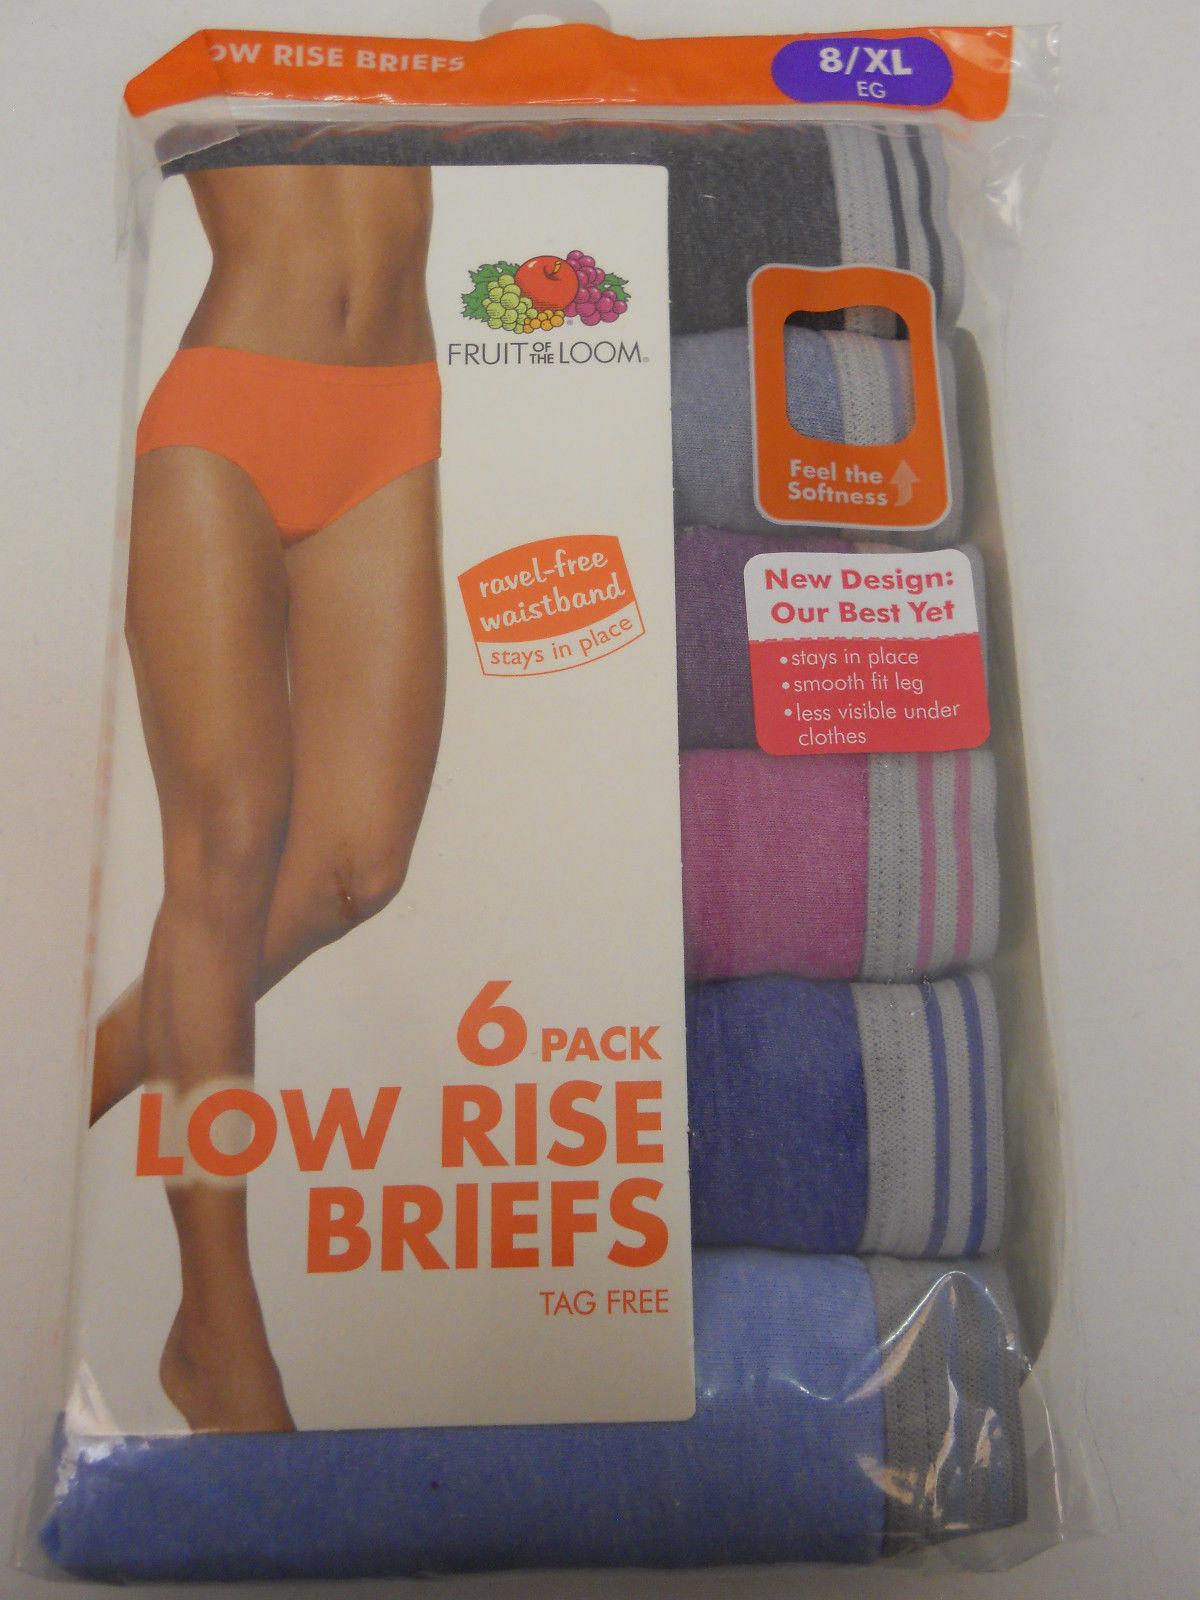 OW RISE BRIEFS
8/XL
EG
FRUIT OF THE LOOM®
Feel the
Softness
ravel-free
waistband
stays in place
New Design:
Our Best Yet
•stays in place
•smooth fit leg
•less visible under
clothes
6 PACK
LOW RISE
BRIEFS
TAG FREE